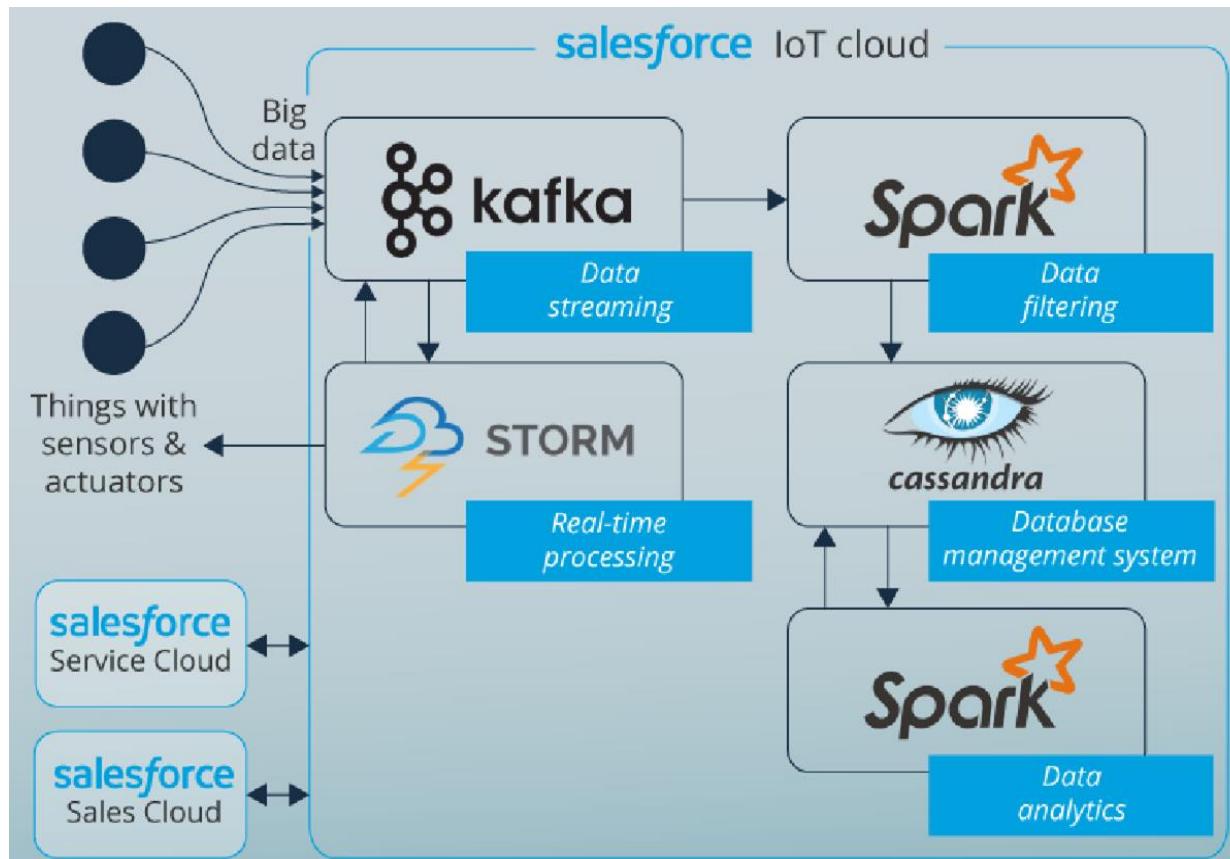 salesforce IoT cloud
Big
data
kafka
Data
streaming
Spark
Data
filtering
Things with
sensors &
actuators
STORM
Real-time
processing
cassandra
Database
management system
salesforce
Service Cloud
Spark
Data
analytics
salesforce
Sales Cloud